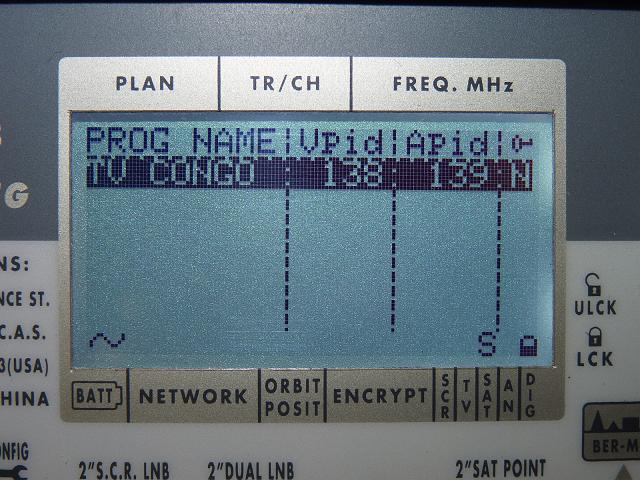 PLAN TR/CH FREQ. MHz
PROG NAME Vpid Apid
TV CONGO 138 139 N
S
G
NS:
NCE ST.
C.A.S.
3(USA)
HINA
ULCK
LCK
BATT NETWORK ORBIT POSIT ENCRYPT SCR TV SAT AN DIG
NFIG
BER-M
2"S.C.R. LNB 2"DUAL LNB 2"SAT POINT